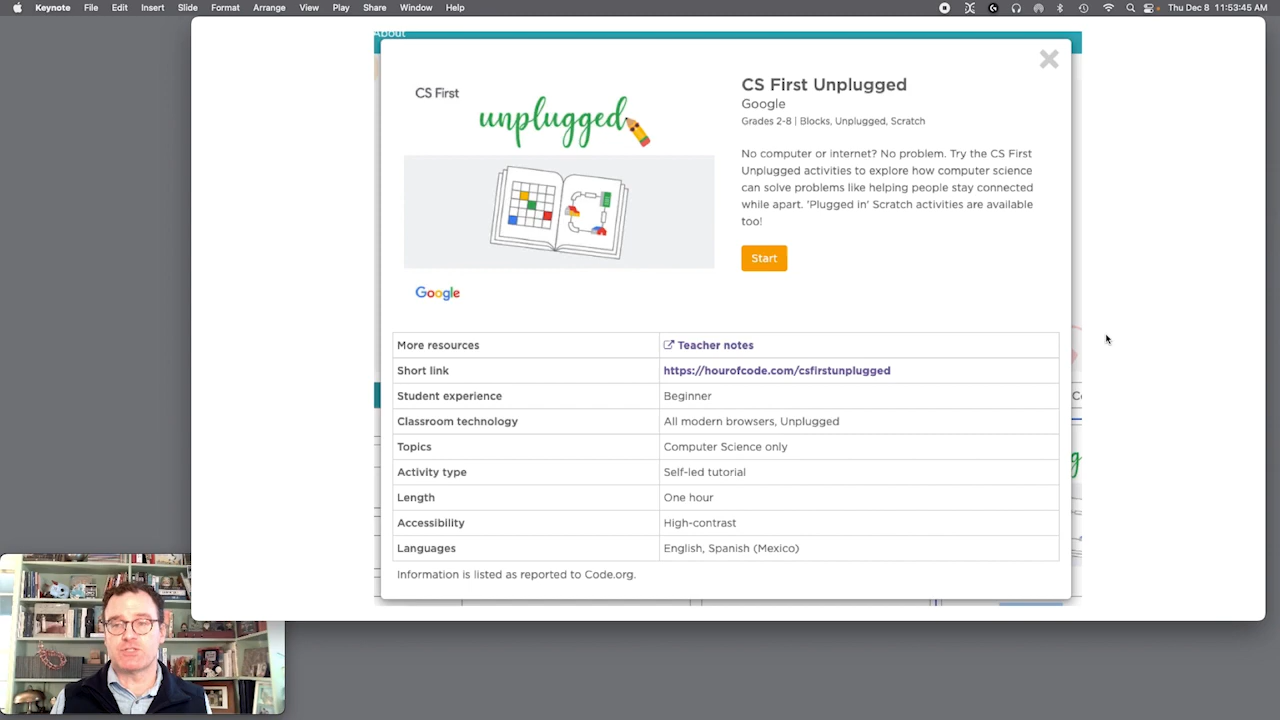 Keynote File Edit Insert Slide Format Arrange View Play Share Window Help Thu Dec 8 11:53:45 AM
About
CS First
unplugged
Google
CS First Unplugged
Google
Grades 2-8 | Blocks, Unplugged, Scratch
No computer or internet? No problem. Try the CS First
Unplugged activities to explore how computer science
can solve problems like helping people stay connected
while apart. 'Plugged in' Scratch activities are available
too!
Start
More resources Teacher notes
Short link https://hourofcode.com/csfirstunplugged
Student experience Beginner
Classroom technology All modern browsers, Unplugged
Topics Computer Science only
Activity type Self-led tutorial
Length One hour
Accessibility High-contrast
Languages English, Spanish (Mexico)
Information is listed as reported to Code.org.